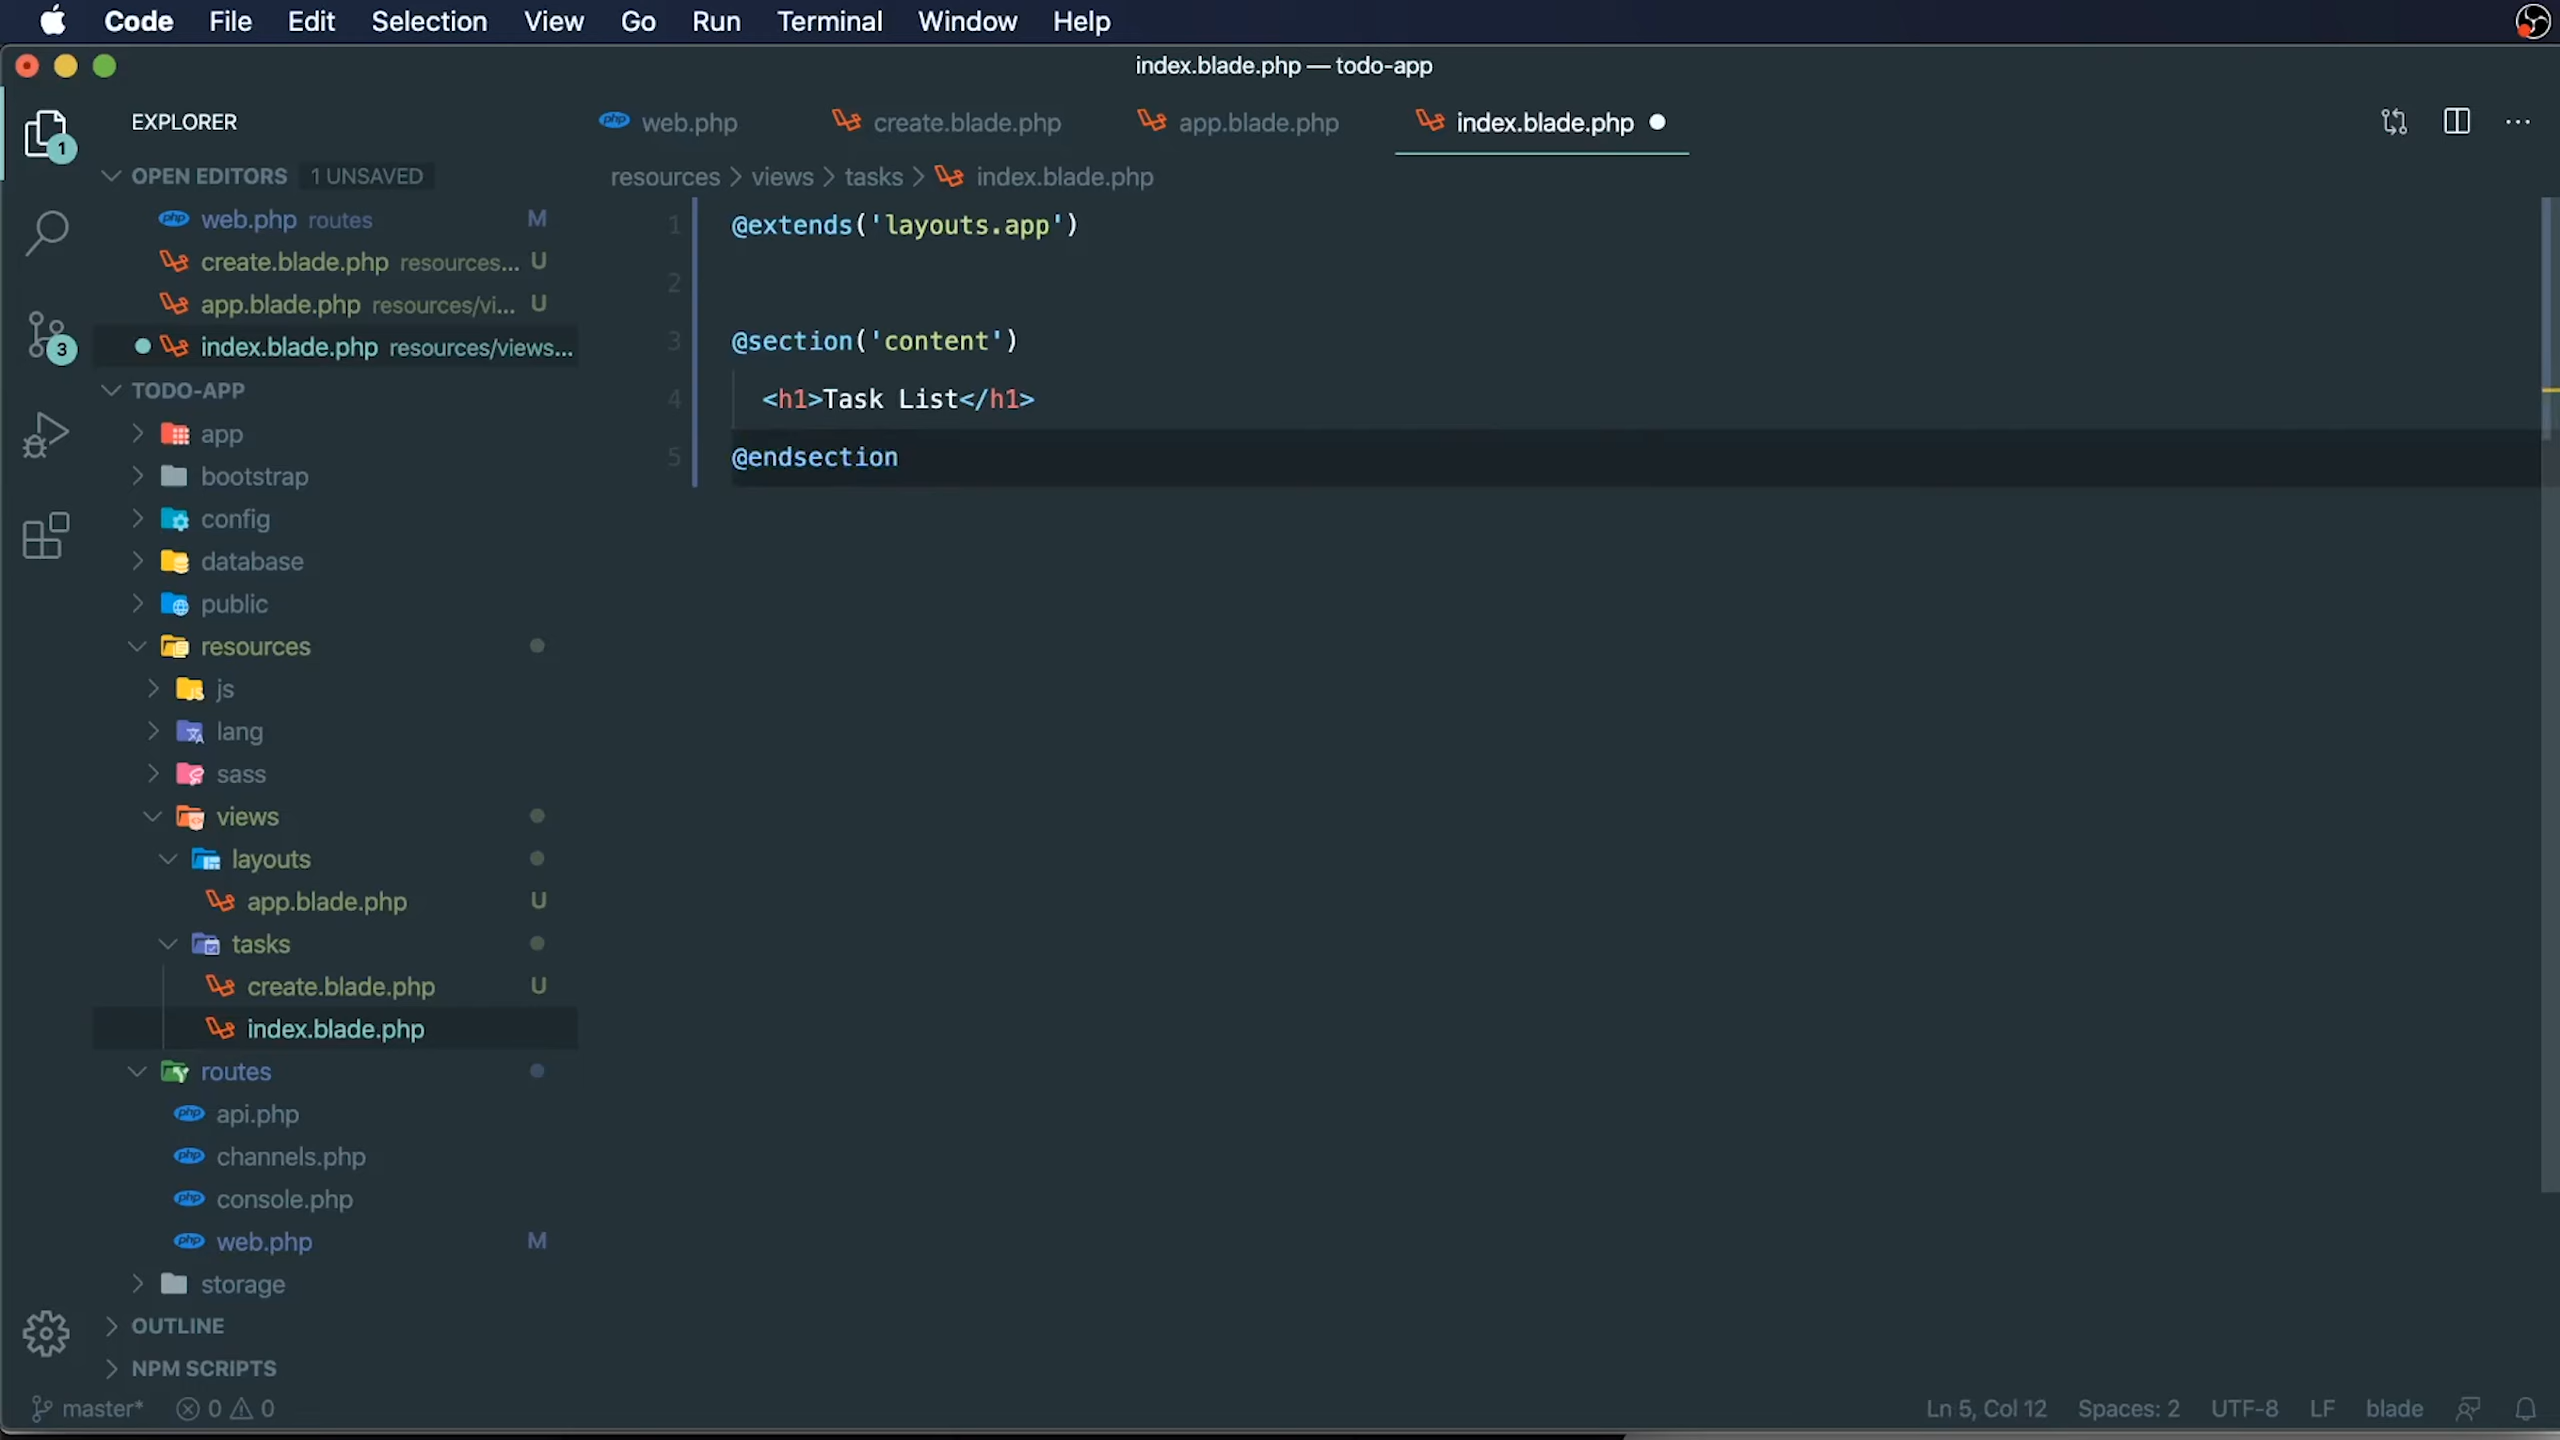 Code File Edit Selection View Go Run Terminal Window Help
index.blade.php — todo-app
EXPLORER
web.php
create.blade.php
app.blade.php
index.blade.php
OPEN EDITORS 1 UNSAVED
web.php routes M
create.blade.php resources... U
app.blade.php resources/vi... U
index.blade.php resources/views...
TODO-APP
app
bootstrap
config
database
public
resources
js
lang
sass
views
layouts
app.blade.php U
tasks
create.blade.php U
index.blade.php
routes
api.php
channels.php
console.php
web.php M
storage
OUTLINE
NPM SCRIPTS
resources > views > tasks > index.blade.php
1 @extends('layouts.app')
2
3 @section('content')
4 <h1>Task List</h1>
5 @endsection
1
3
master* 0 0
Ln 5, Col 12 Spaces: 2 UTF-8 LF blade